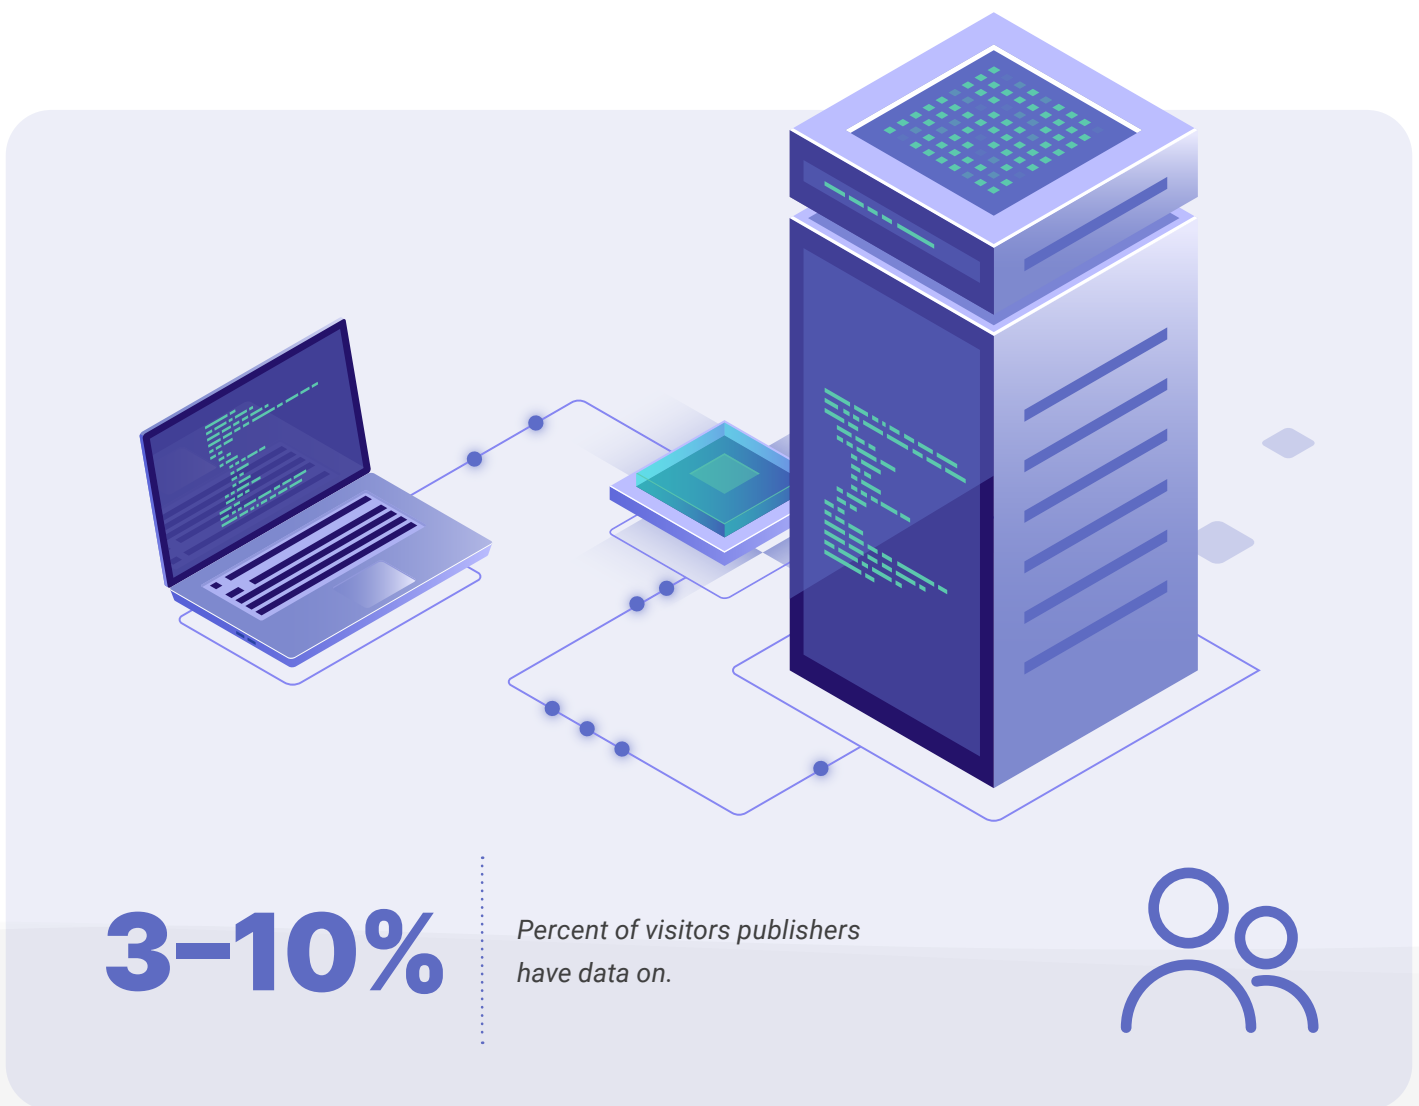 3–10%
Percent of visitors publishers
have data on.